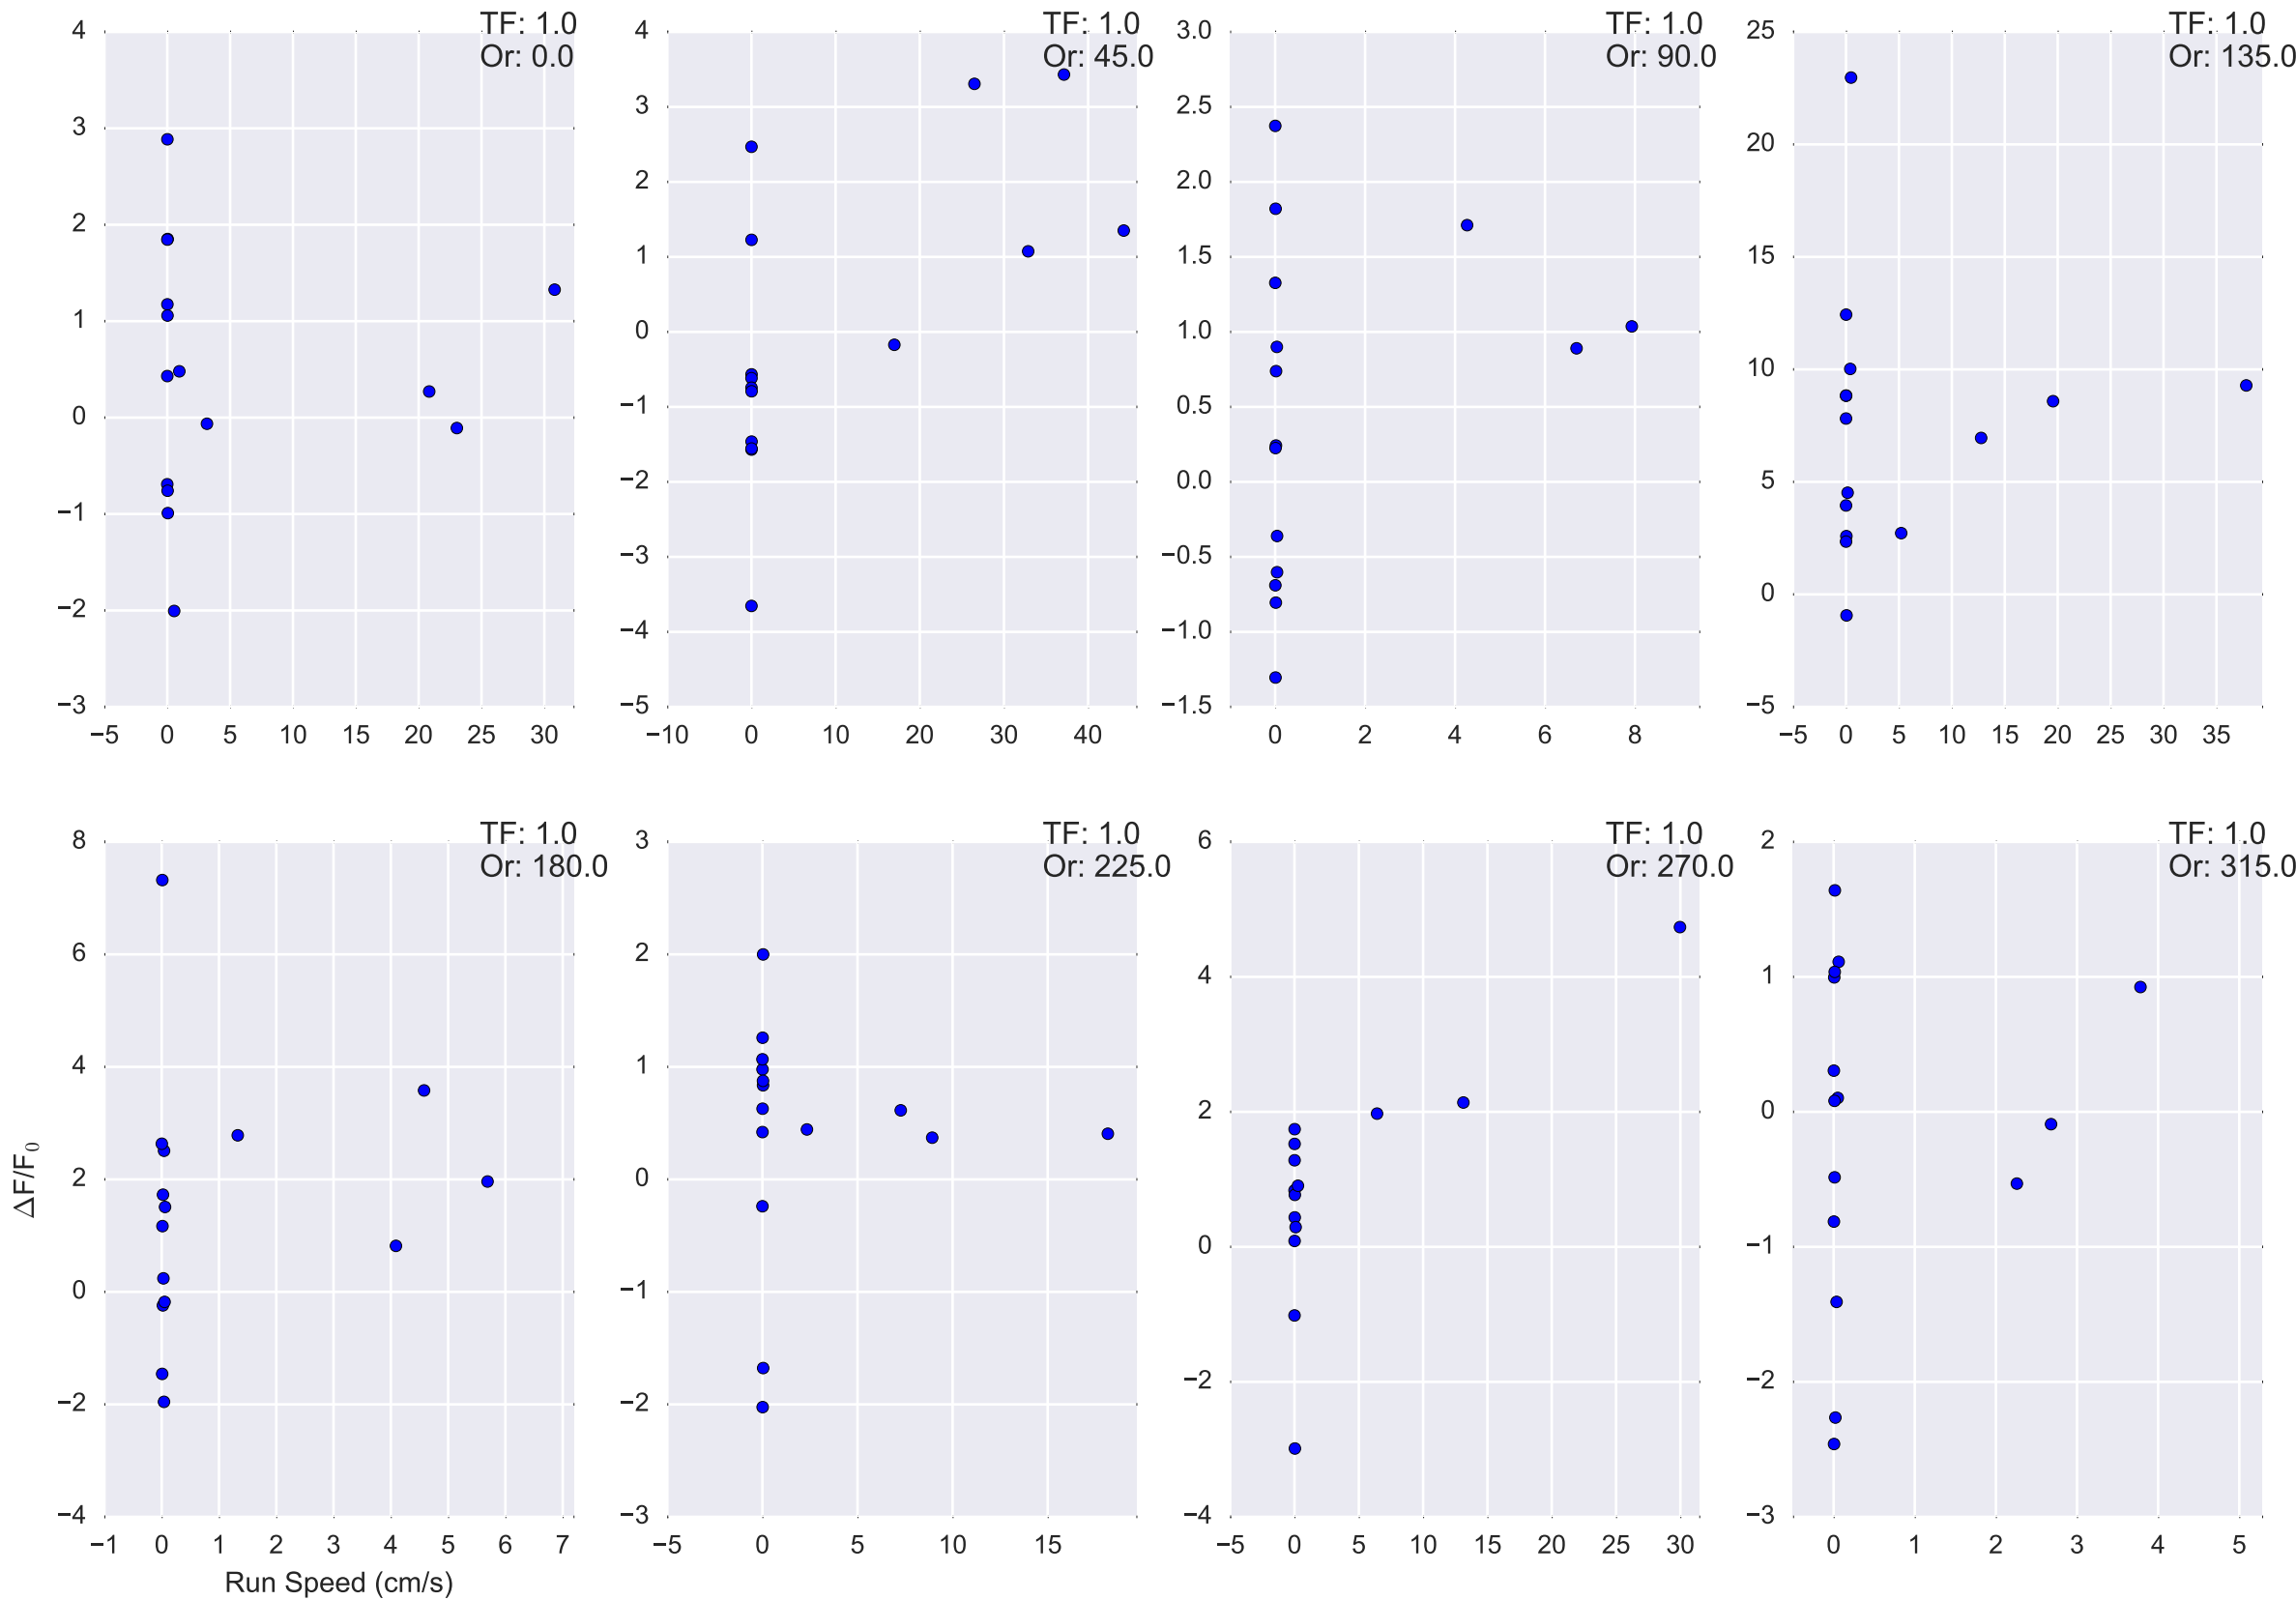 TF: 1.0
Or: 0.0
4
3
2
1
0
−1
−2
−3
−5 0 5 10 15 20 25 30
TF: 1.0
Or: 45.0
4
3
2
1
0
−1
−2
−3
−4
−5
−10 0 10 20 30 40
TF: 1.0
Or: 90.0
3.0
2.5
2.0
1.5
1.0
0.5
0.0
−0.5
−1.0
−1.5
0 2 4 6 8
TF: 1.0
Or: 135.0
25
20
15
10
5
0
−5
−5 0 5 10 15 20 25 30 35
TF: 1.0
Or: 180.0
8
6
4
2
0
−2
−4
ΔF/F₀
−1 0 1 2 3 4 5 6 7
Run Speed (cm/s)
TF: 1.0
Or: 225.0
3
2
1
0
−1
−2
−3
−5 0 5 10 15
TF: 1.0
Or: 270.0
6
4
2
0
−2
−4
−5 0 5 10 15 20 25 30
TF: 1.0
Or: 315.0
2
1
0
−1
−2
−3
0 1 2 3 4 5